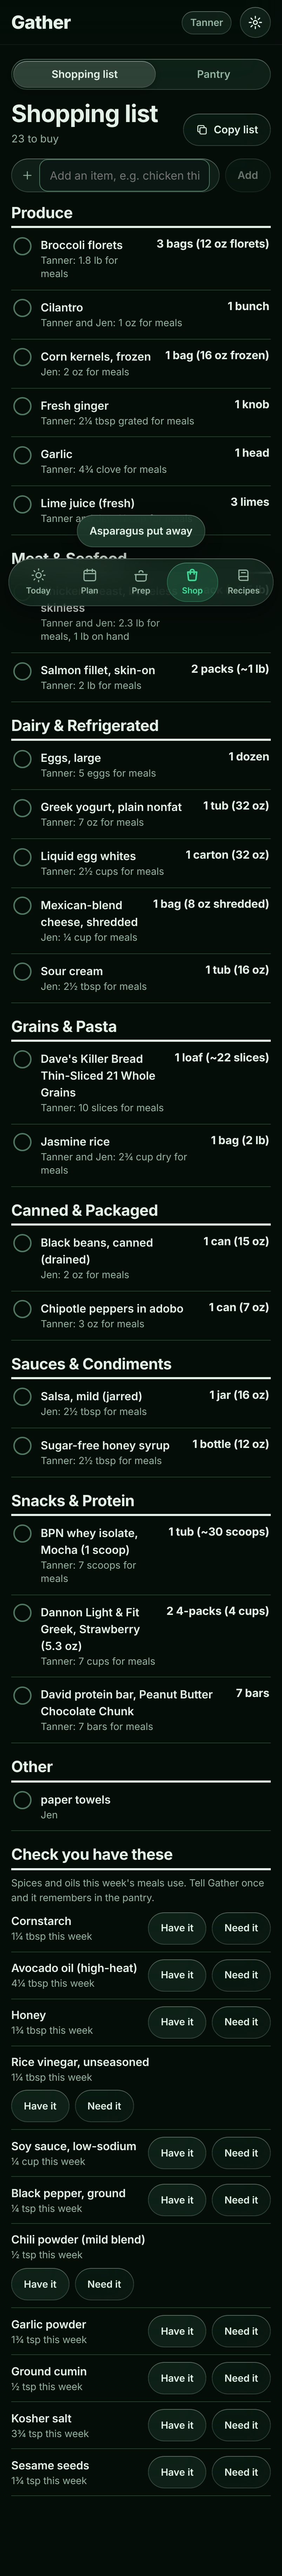 Gather
Tanner
Shopping list
Pantry
Shopping list
23 to buy
Copy list
Add an item, e.g. chicken thi
Add
Produce
Broccoli florets
3 bags (12 oz florets)
Tanner: 1.8 lb for
meals
Cilantro
1 bunch
Tanner and Jen: 1 oz for meals
Corn kernels, frozen
1 bag (16 oz frozen)
Jen: 2 oz for meals
Fresh ginger
1 knob
Tanner: 2¼ tbsp grated for meals
Garlic
1 head
Tanner: 4¾ clove for meals
Lime juice (fresh)
3 limes
Tanner
Asparagus put away
Meat & Seafood
Today
Plan
Prep
Shop
Recipes
skinless
Tanner and Jen: 2.3 lb for
meals, 1 lb on hand
Salmon fillet, skin-on
2 packs (~1 lb)
Tanner: 2 lb for meals
Dairy & Refrigerated
Eggs, large
1 dozen
Tanner: 5 eggs for meals
Greek yogurt, plain nonfat
1 tub (32 oz)
Tanner: 7 oz for meals
Liquid egg whites
1 carton (32 oz)
Tanner: 2½ cups for meals
Mexican-blend
cheese, shredded
1 bag (8 oz shredded)
Jen: ¼ cup for meals
Sour cream
1 tub (16 oz)
Jen: 2½ tbsp for meals
Grains & Pasta
Dave's Killer Bread
Thin-Sliced 21 Whole
Grains
1 loaf (~22 slices)
Tanner: 10 slices for meals
Jasmine rice
1 bag (2 lb)
Tanner and Jen: 2¾ cup dry for
meals
Canned & Packaged
Black beans, canned
(drained)
1 can (15 oz)
Jen: 2 oz for meals
Chipotle peppers in adobo
1 can (7 oz)
Tanner: 3 oz for meals
Sauces & Condiments
Salsa, mild (jarred)
1 jar (16 oz)
Jen: 2½ tbsp for meals
Sugar-free honey syrup
1 bottle (12 oz)
Tanner: 2½ tbsp for meals
Snacks & Protein
BPN whey isolate,
Mocha (1 scoop)
1 tub (~30 scoops)
Tanner: 7 scoops for
meals
Dannon Light & Fit
Greek, Strawberry
(5.3 oz)
2 4-packs (4 cups)
Tanner: 7 cups for meals
David protein bar, Peanut Butter
Chocolate Chunk
7 bars
Tanner: 7 bars for meals
Other
paper towels
Jen
Check you have these
Spices and oils this week's meals use. Tell Gather once
and it remembers in the pantry.
Cornstarch
1¼ tbsp this week
Have it
Need it
Avocado oil (high-heat)
4¼ tbsp this week
Have it
Need it
Honey
1¾ tbsp this week
Have it
Need it
Rice vinegar, unseasoned
1¼ tbsp this week
Have it
Need it
Soy sauce, low-sodium
¼ cup this week
Have it
Need it
Black pepper, ground
¼ tsp this week
Have it
Need it
Chili powder (mild blend)
½ tsp this week
Have it
Need it
Garlic powder
1¾ tsp this week
Have it
Need it
Ground cumin
½ tsp this week
Have it
Need it
Kosher salt
3¾ tsp this week
Have it
Need it
Sesame seeds
1¾ tsp this week
Have it
Need it